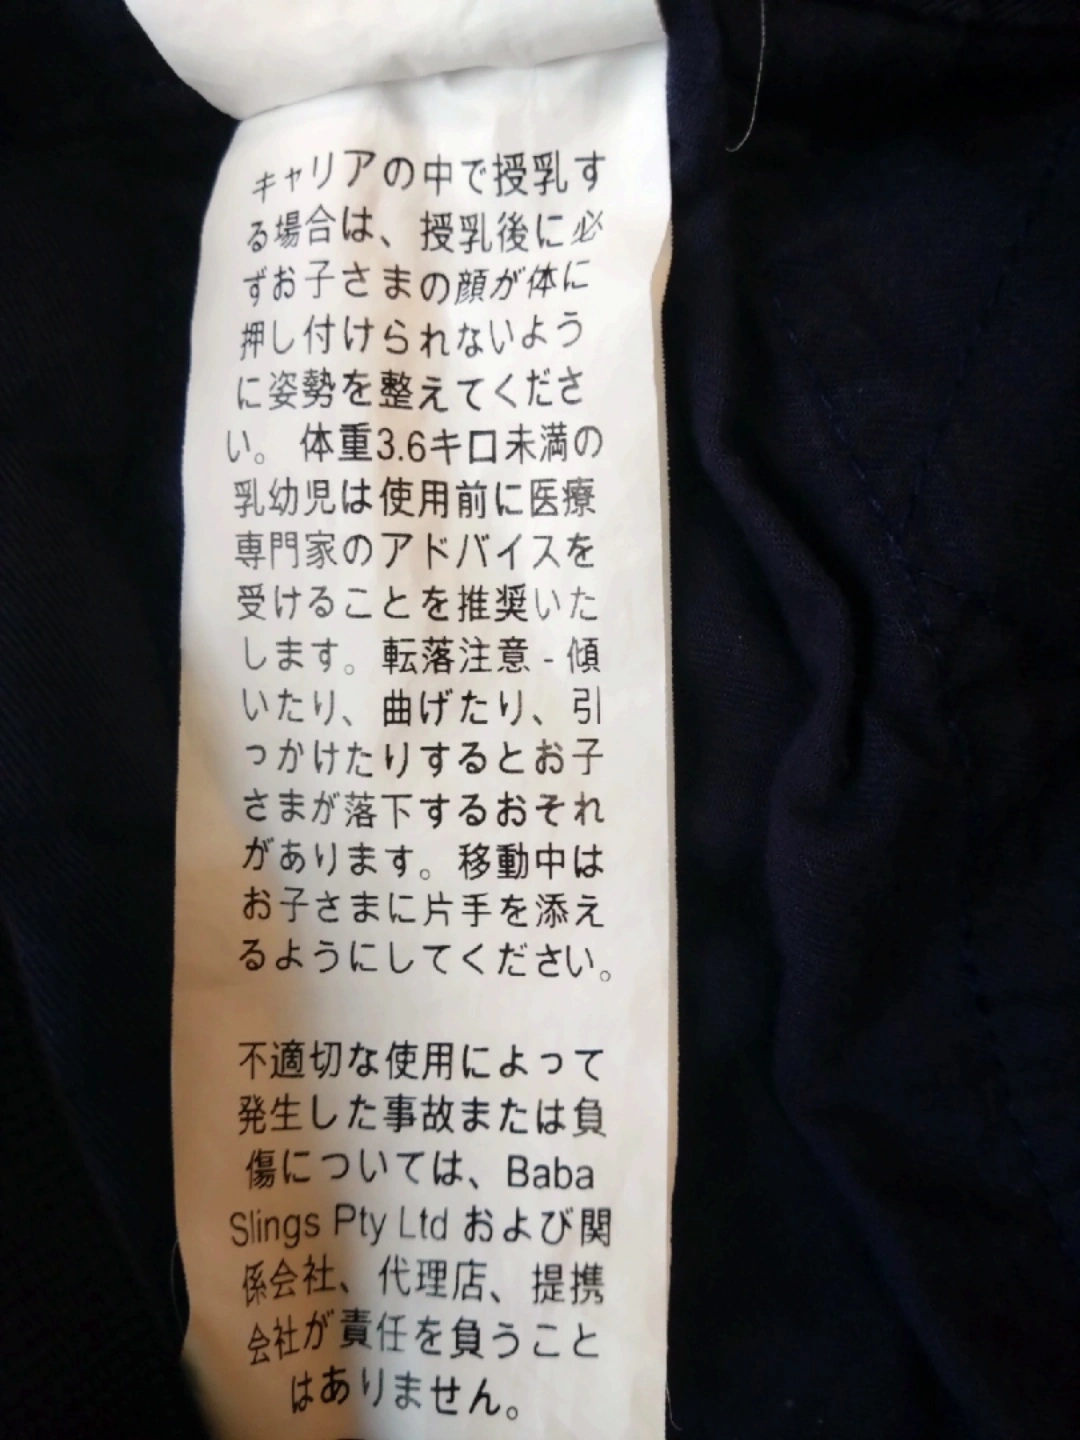 キャリアの中で授乳す
る場合は、授乳後に必
ずお子さまの顔が体に
押し付けられないよう
に姿勢を整えてくださ
い。体重3.6キロ未満の
乳幼児は使用前に医療
専門家のアドバイスを
受けることを推奨いた
します。転落注意 - 傾
いたり、曲げたり、引
っかけたりするとお子
さまが落下するおそれ
があります。移動中は
お子さまに片手を添え
るようにしてください。
不適切な使用によって
発生した事故または負
傷については、Baba
Slings Pty Ltd および関
係会社、代理店、提携
会社が責任を負うこと
はありません。